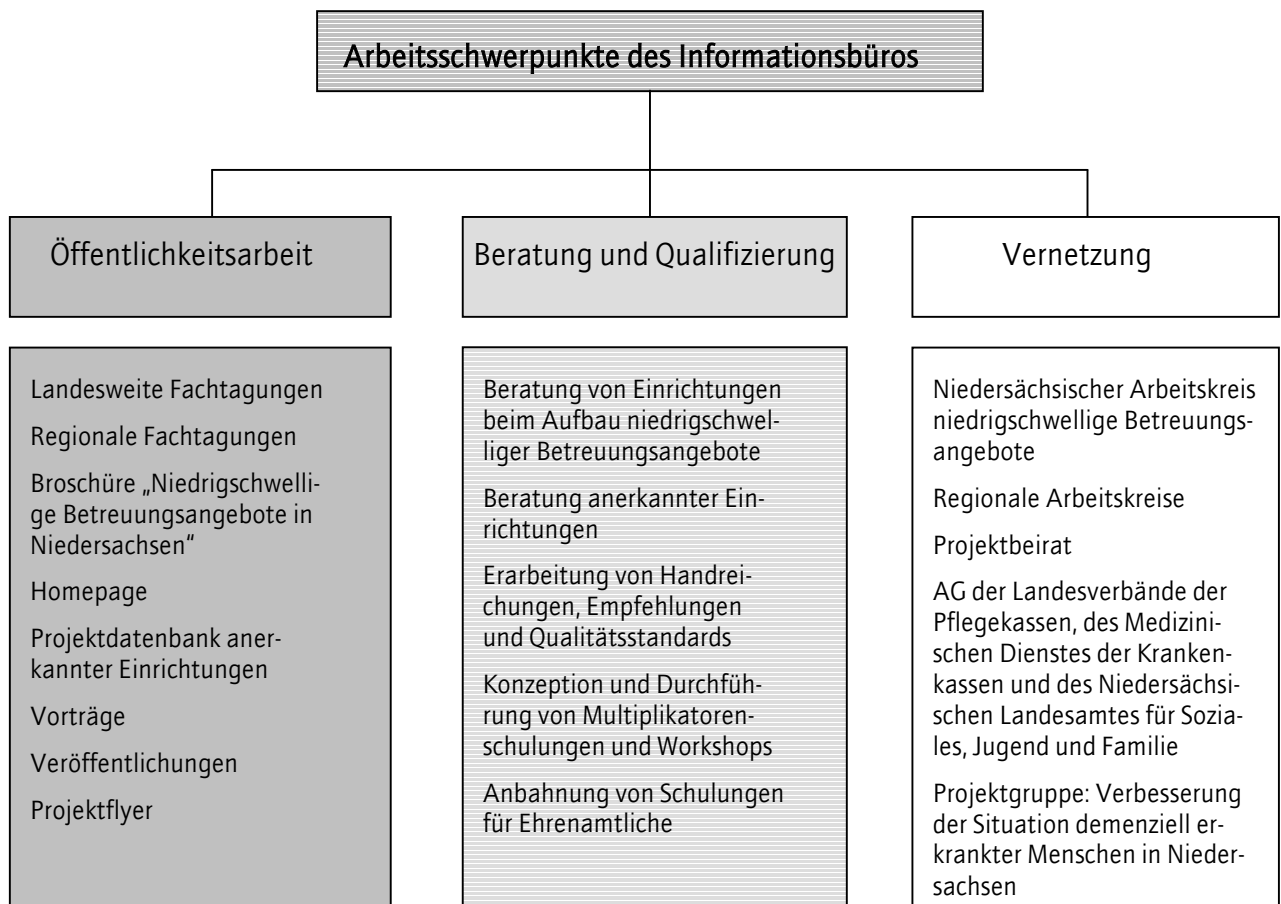 Arbeitsschwerpunkte des Informationsbüros
Öffentlichkeitsarbeit
Landesweite Fachtagungen
Regionale Fachtagungen
Broschüre „Niedrigschwelli-
ge Betreuungsangebote in
Niedersachsen“
Homepage
Projektdatenbank aner-
kannter Einrichtungen
Vorträge
Veröffentlichungen
Projektflyer
Beratung und Qualifizierung
Beratung von Einrichtungen
beim Aufbau niedrigschwel-
liger Betreuungsangebote
Beratung anerkannter Ein-
richtungen
Erarbeitung von Handrei-
chungen, Empfehlungen
und Qualitätsstandards
Konzeption und Durchfüh-
rung von Multiplikatoren-
schulungen und Workshops
Anbahnung von Schulungen
für Ehrenamtliche
Vernetzung
Niedersächsischer Arbeitskreis
niedrigschwellige Betreuungs-
angebote
Regionale Arbeitskreise
Projektbeirat
AG der Landesverbände der
Pflegekassen, des Medizini-
schen Dienstes der Kranken-
kassen und des Niedersächsi-
schen Landesamtes für Sozia-
les, Jugend und Familie
Projektgruppe: Verbesserung
der Situation demenziell er-
krankter Menschen in Nieder-
sachsen